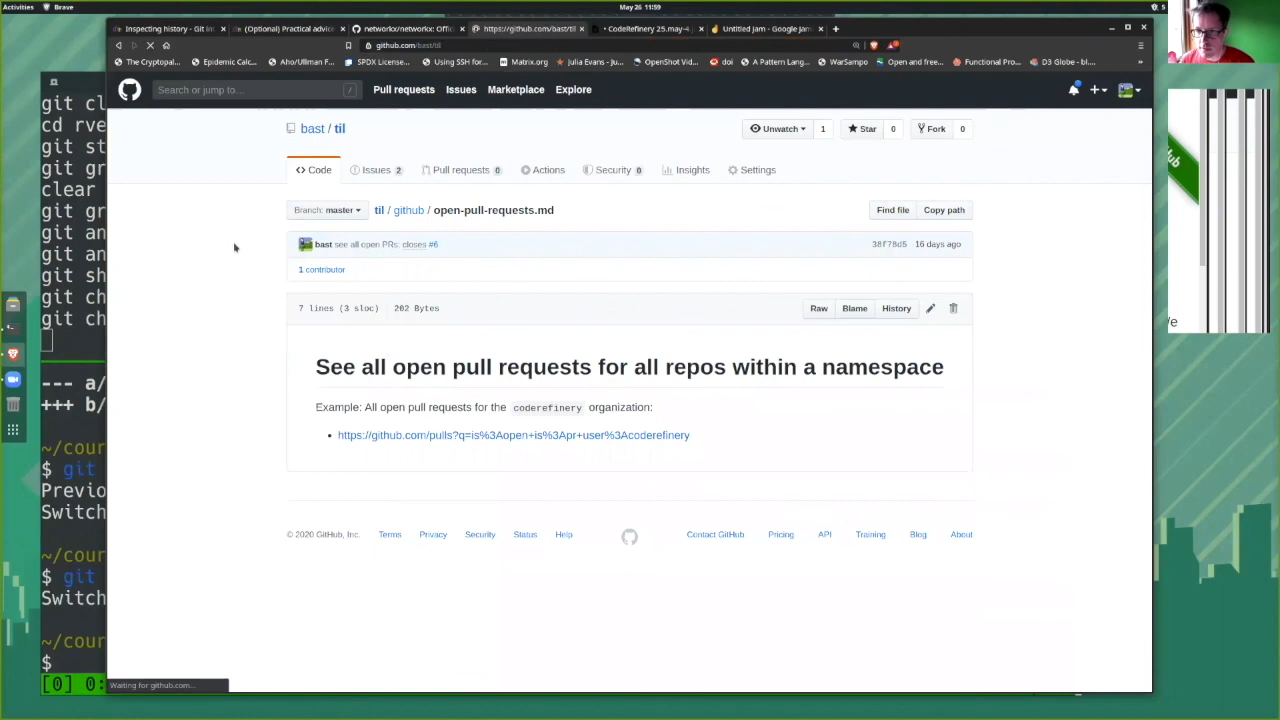 Activities
Brave
May 26 11:59
5
Inspecting history - Git in
(Optional) Practical advice
networkx/networkx: Offic
https://github.com/bast/til
• CodeRefinery 25.may-4.j
Untitled Jam - Google Jam
github.com/bast/til
The Cryptopal...
Epidemic Calc...
Aho/Ullman Fo...
SPDX License...
Using SSH for...
Matrix.org
Julia Evans - Ju...
OpenShot Vid...
doi
A Pattern Lang...
WarSampo
Open and free...
Functional Pro...
D3 Globe - bl...
»
Search or jump to...
/
Pull requests
Issues
Marketplace
Explore
bast / til
Unwatch
1
Star
0
Fork
0
Code
Issues 2
Pull requests 0
Actions
Security 0
Insights
Settings
Branch: master
til / github / open-pull-requests.md
Find file
Copy path
bast see all open PRs: closes #6
38f78d5
16 days ago
1 contributor
7 lines (3 sloc)
202 Bytes
Raw
Blame
History
See all open pull requests for all repos within a namespace
Example: All open pull requests for the coderefinery organization:
https://github.com/pulls?q=is%3Aopen+is%3Apr+user%3Acoderefinery
© 2020 GitHub, Inc.
Terms
Privacy
Security
Status
Help
Contact GitHub
Pricing
API
Training
Blog
About
Waiting for github.com...
git cl
cd rve
git st
git gr
clear
git gr
git an
git an
git sh
git ch
git ch
--- a/
+++ b/
~/cour
$ git
Previo
Switch
~/cour
$ git
Switch
~/cour
$
[0] 0: